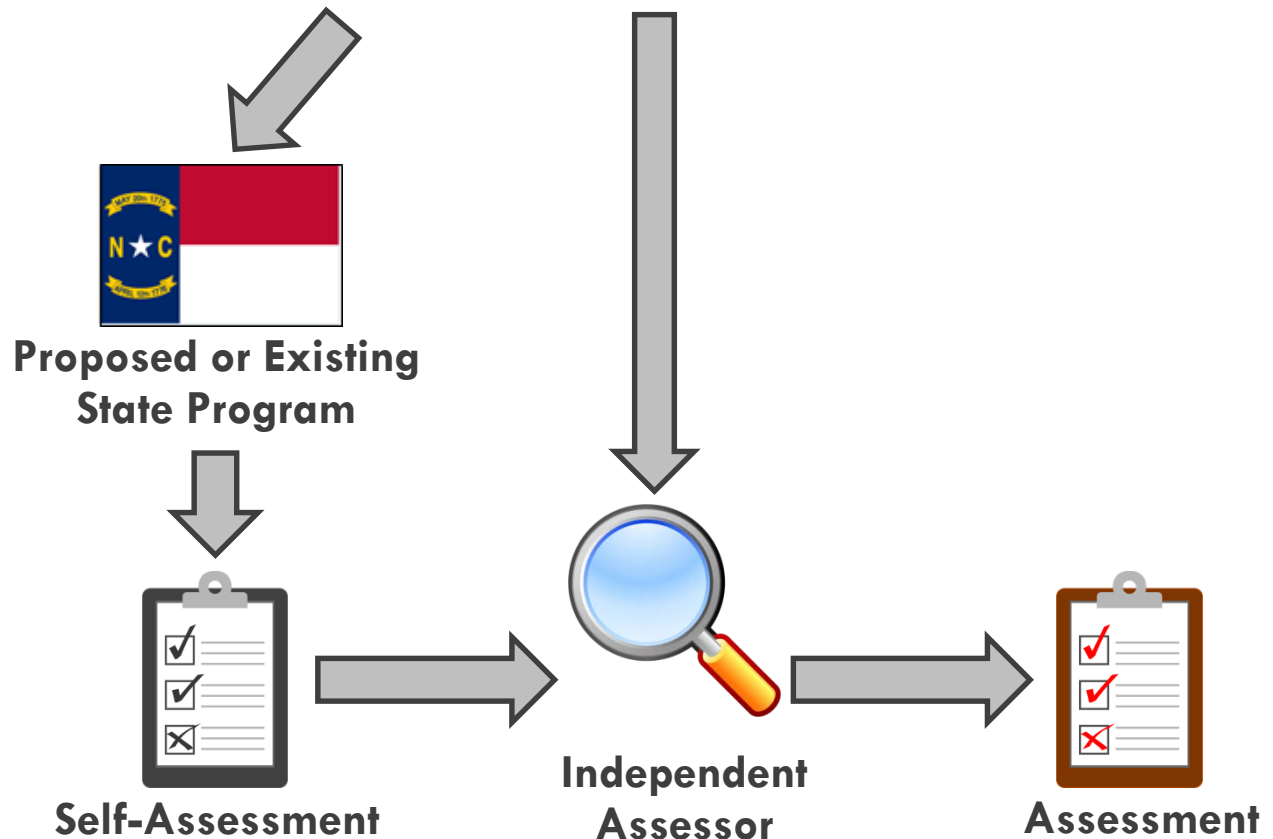 MAY 20th 1775
N★C
APRIL 12th 1776
Proposed or Existing
State Program
Self-Assessment
Independent
Assessor
Assessment